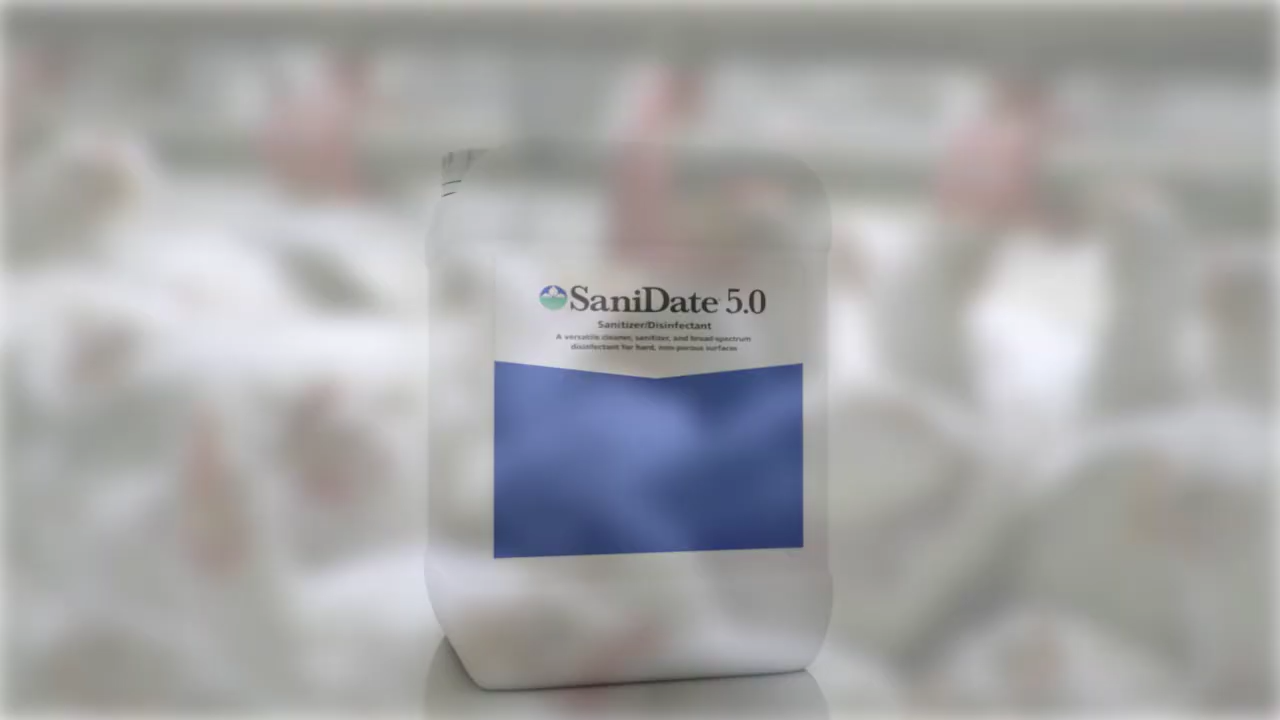 SaniDate 5.0
Sanitizer/Disinfectant
A versatile cleaner, sanitizer, and broad-spectrum
disinfectant for hard, non-porous surfaces